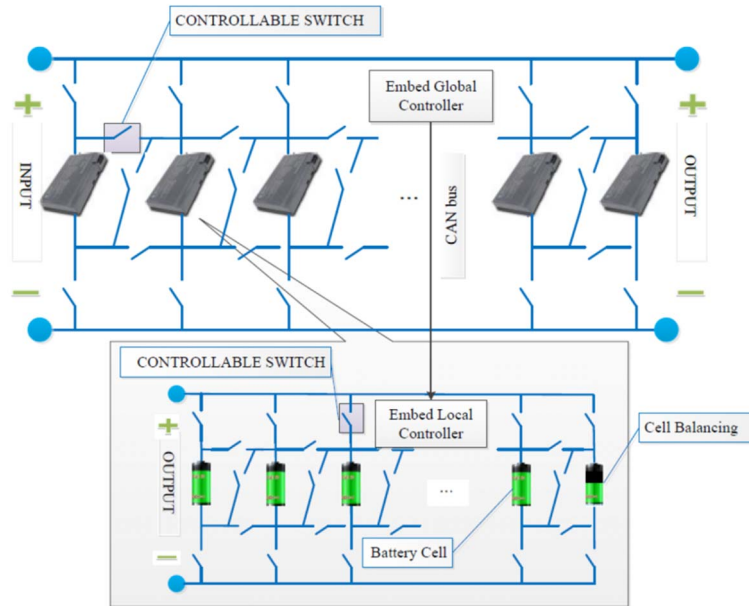 CONTROLLABLE SWITCH
Embed Global
Controller
INPUT
OUTPUT
CAN bus
...
CONTROLLABLE SWITCH
Embed Local
Controller
Cell Balancing
OUTPUT
...
Battery Cell